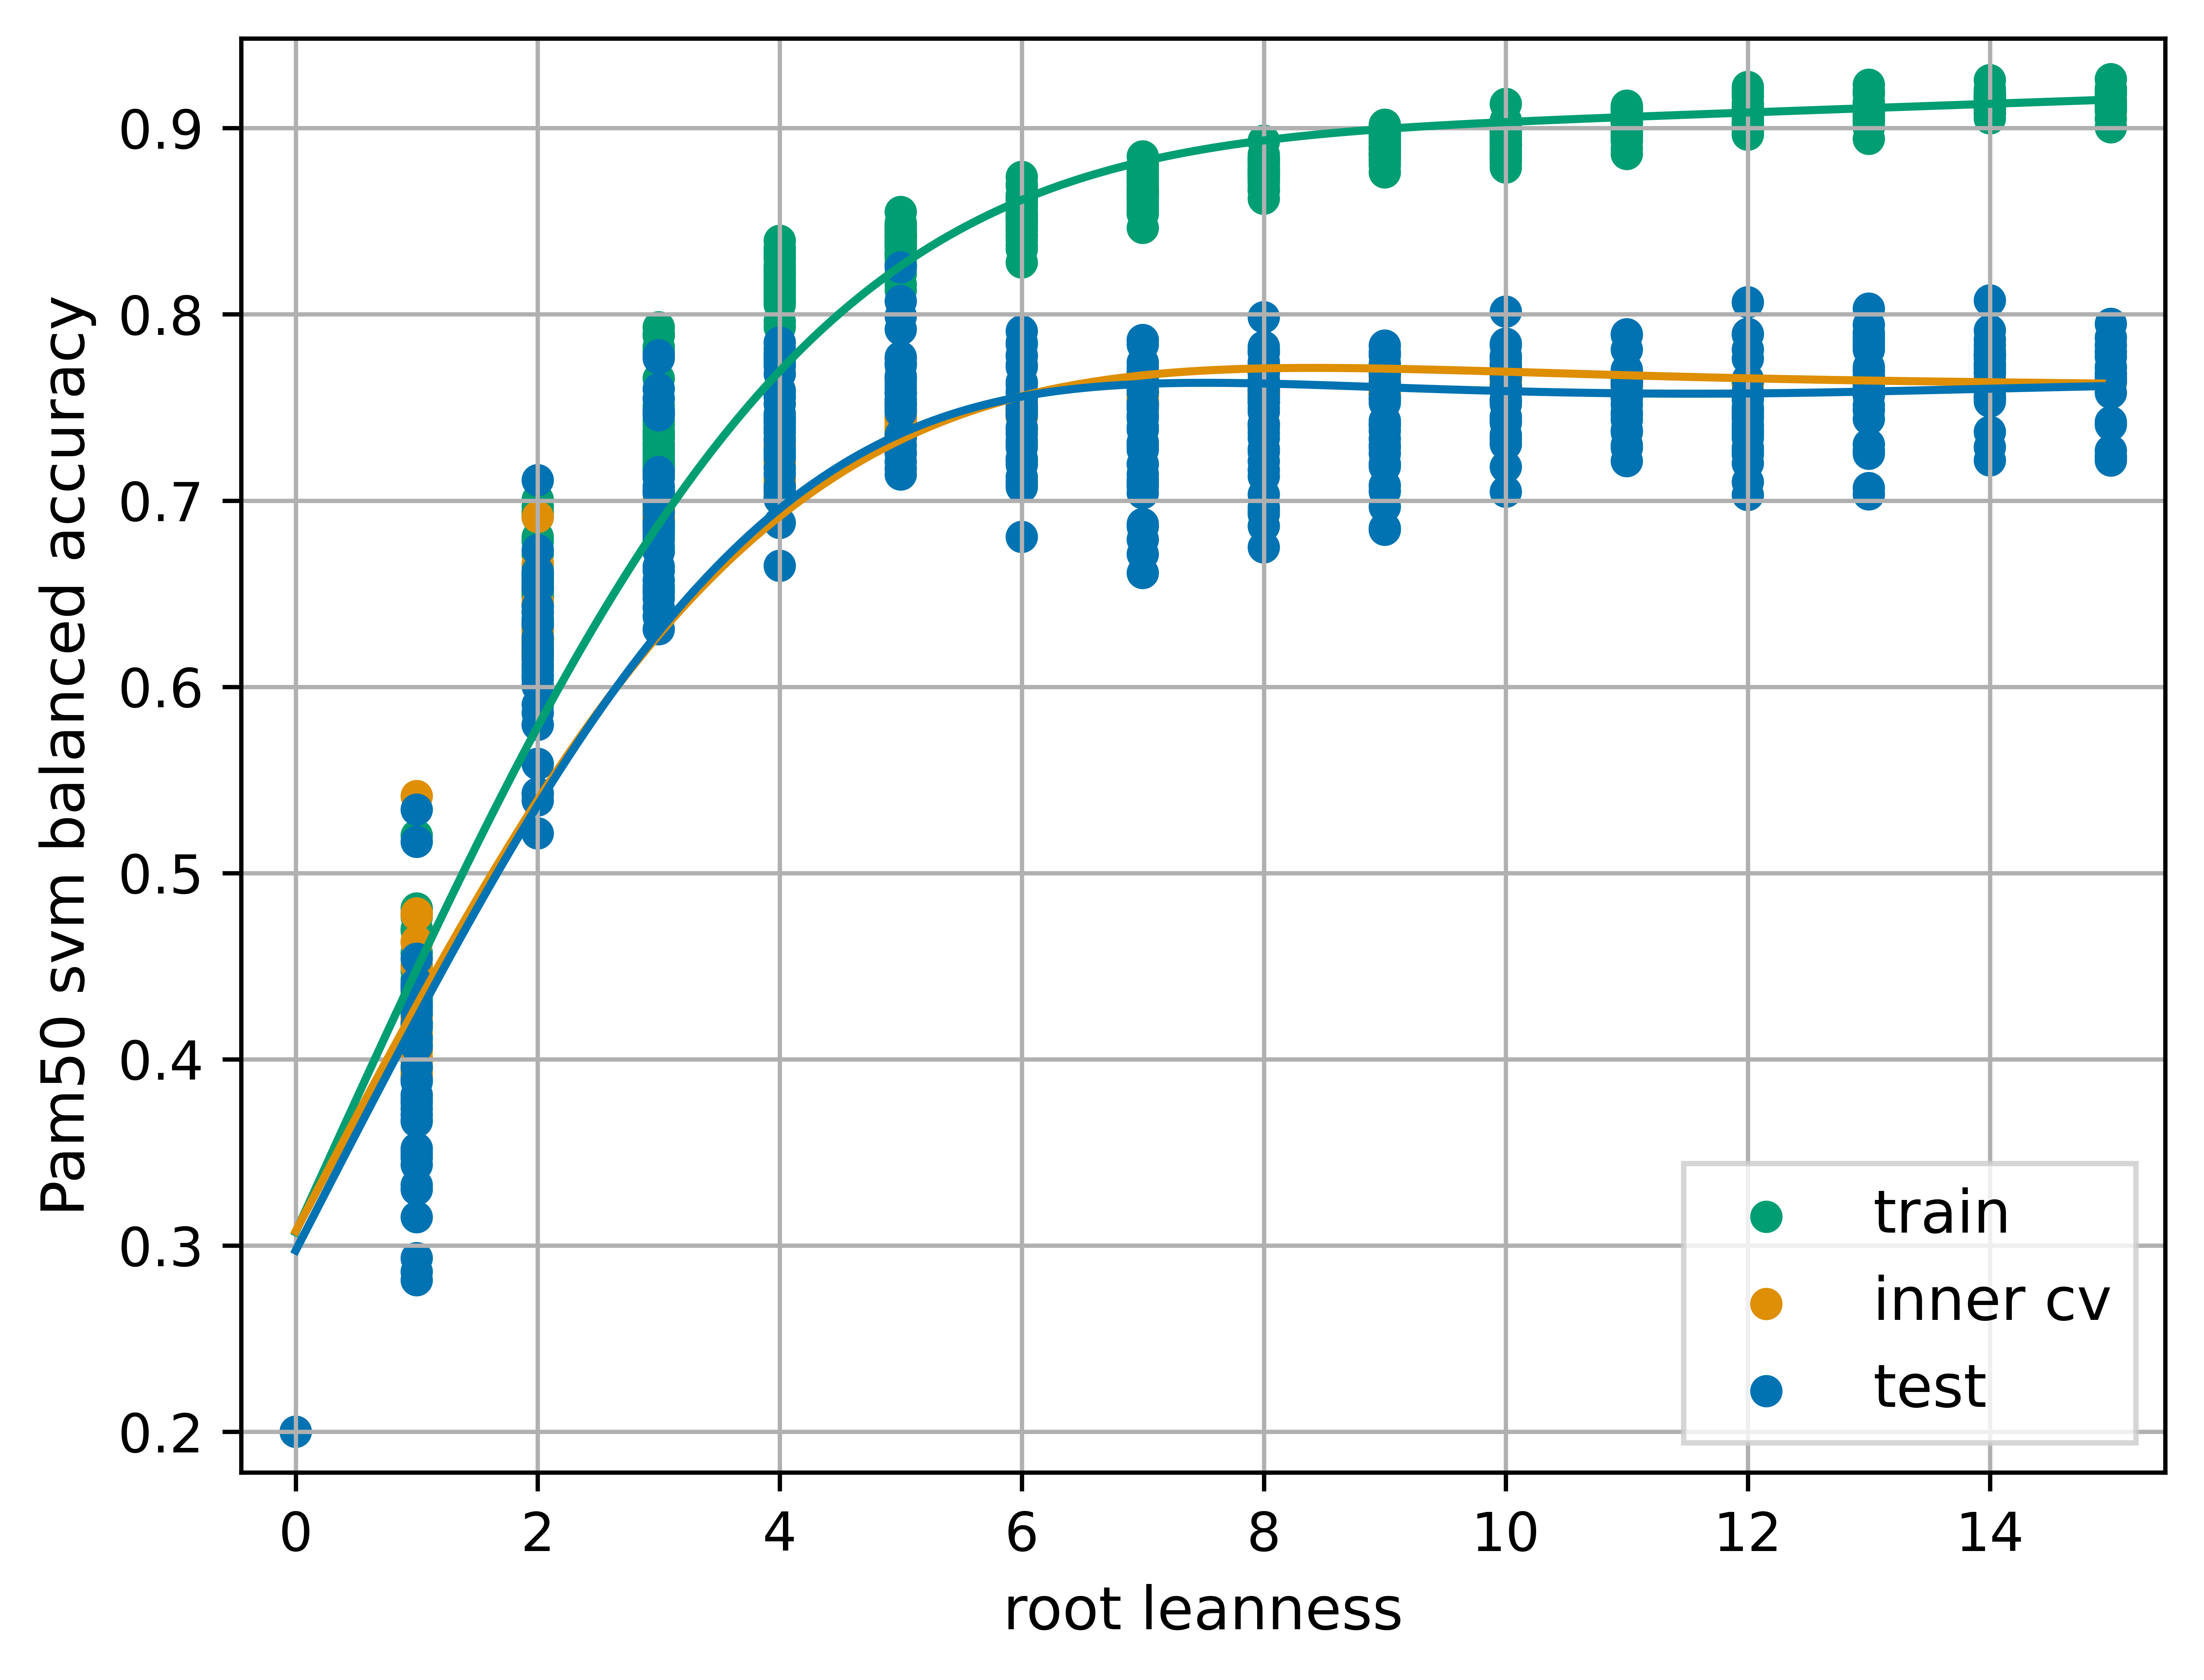 Pam50 svm balanced accuracy
0.9
0.8
0.7
0.6
0.5
0.4
0.3
0.2
0 2 4 6 8 10 12 14
root leanness
train
inner cv
test